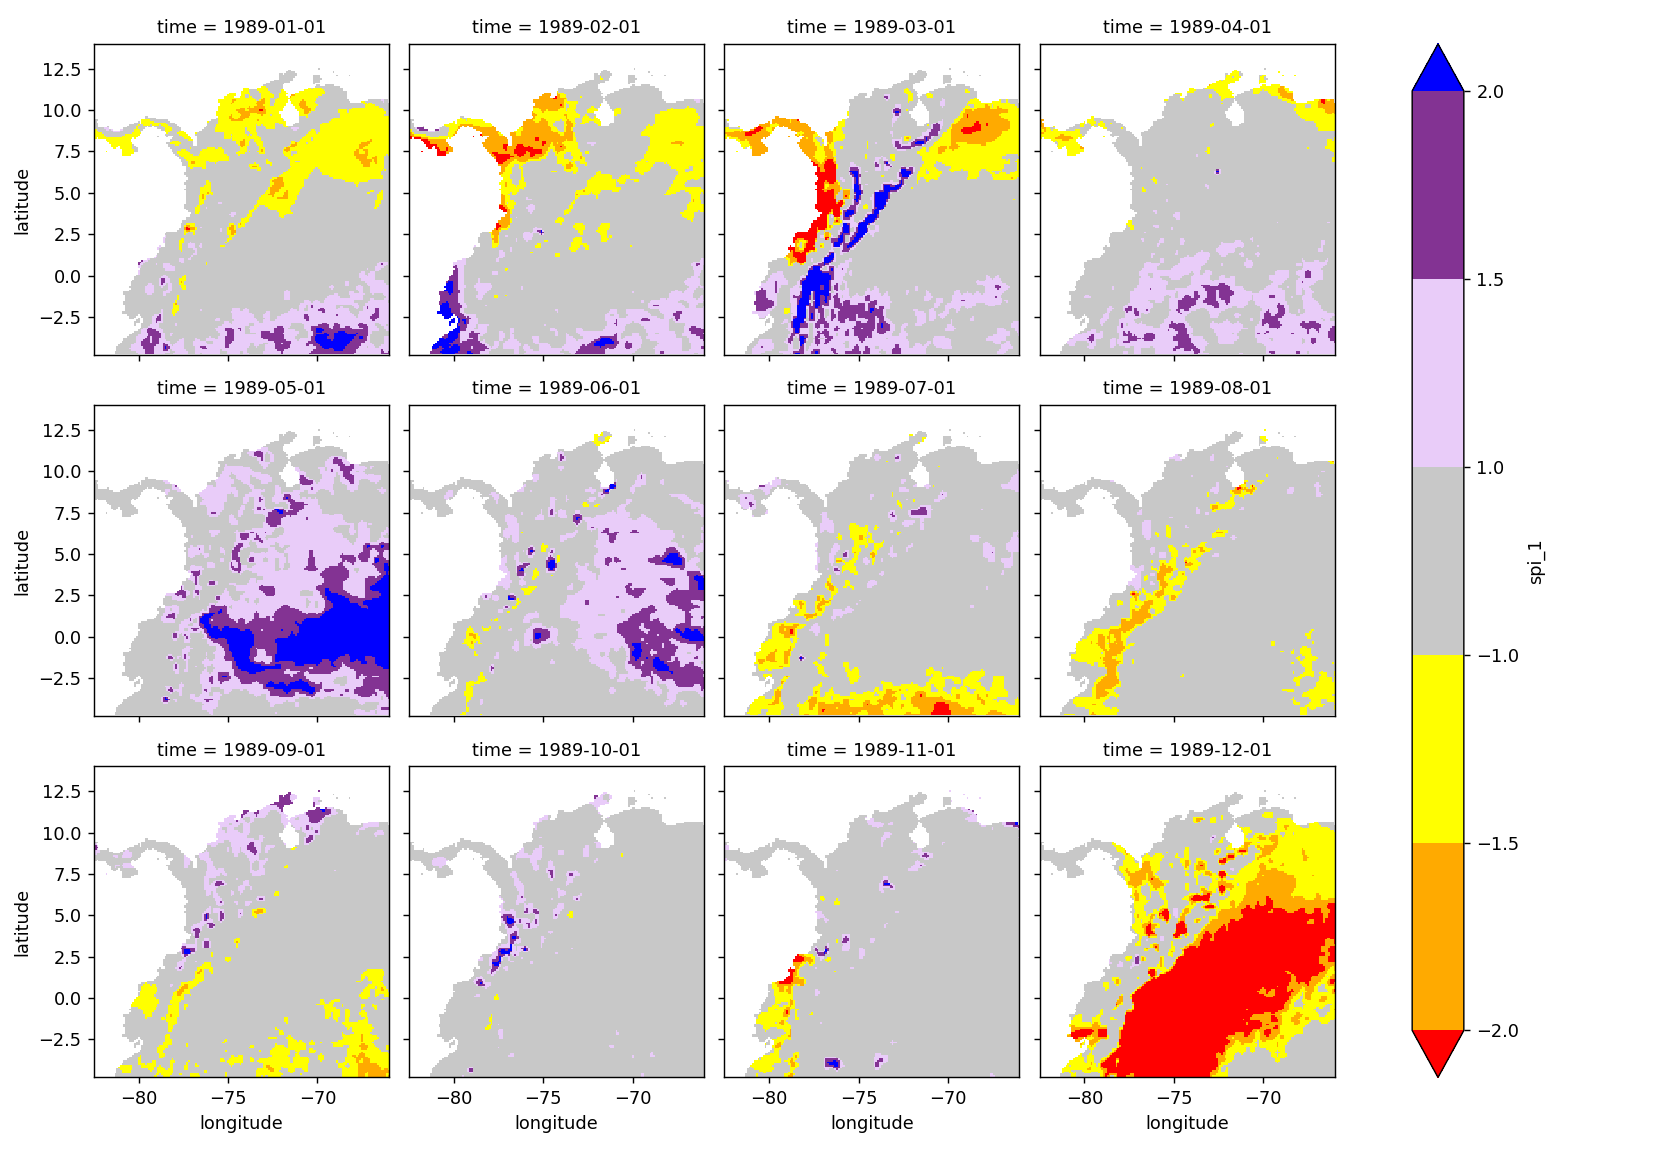 time = 1989-01-01
time = 1989-02-01
time = 1989-03-01
time = 1989-04-01
12.5
10.0
7.5
5.0
2.5
0.0
−2.5
latitude
time = 1989-05-01
time = 1989-06-01
time = 1989-07-01
time = 1989-08-01
12.5
10.0
7.5
5.0
2.5
0.0
−2.5
latitude
time = 1989-09-01
time = 1989-10-01
time = 1989-11-01
time = 1989-12-01
12.5
10.0
7.5
5.0
2.5
0.0
−2.5
latitude
−80 −75 −70
longitude
−80 −75 −70
longitude
−80 −75 −70
longitude
−80 −75 −70
longitude
2.0
1.5
1.0
−1.0
−1.5
−2.0
spi_1